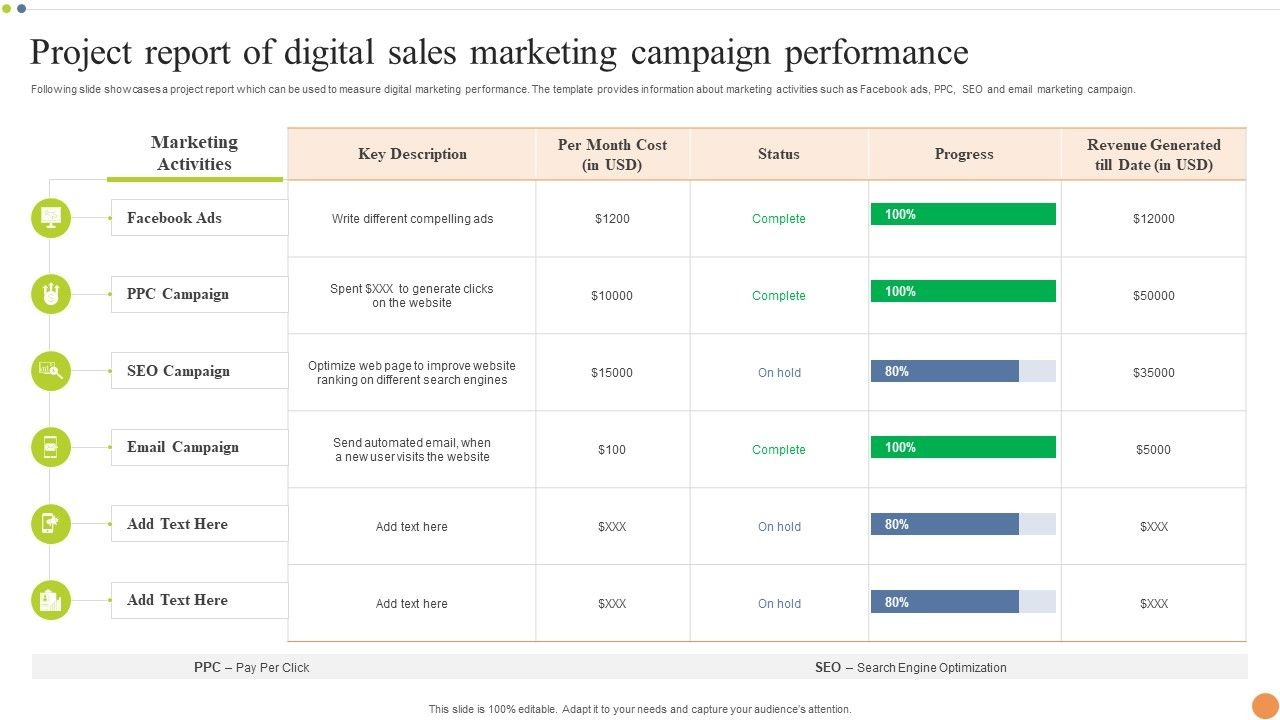 Project report of digital sales marketing campaign performance
Following slide showcases a project report which can be used to measure digital marketing performance. The template provides information about marketing activities such as Facebook ads, PPC, SEO and email marketing campaign.
Marketing
Activities
Key Description
Per Month Cost
(in USD)
Status
Progress
Revenue Generated
till Date (in USD)
Facebook Ads
Write different compelling ads
$1200
Complete
100%
$12000
PPC Campaign
Spent $XXX to generate clicks
on the website
$10000
Complete
100%
$50000
SEO Campaign
Optimize web page to improve website
ranking on different search engines
$15000
On hold
80%
$35000
Email Campaign
Send automated email, when
a new user visits the website
$100
Complete
100%
$5000
Add Text Here
Add text here
$XXX
On hold
80%
$XXX
Add Text Here
Add text here
$XXX
On hold
80%
$XXX
PPC – Pay Per Click
SEO – Search Engine Optimization
This slide is 100% editable. Adapt it to your needs and capture your audience's attention.